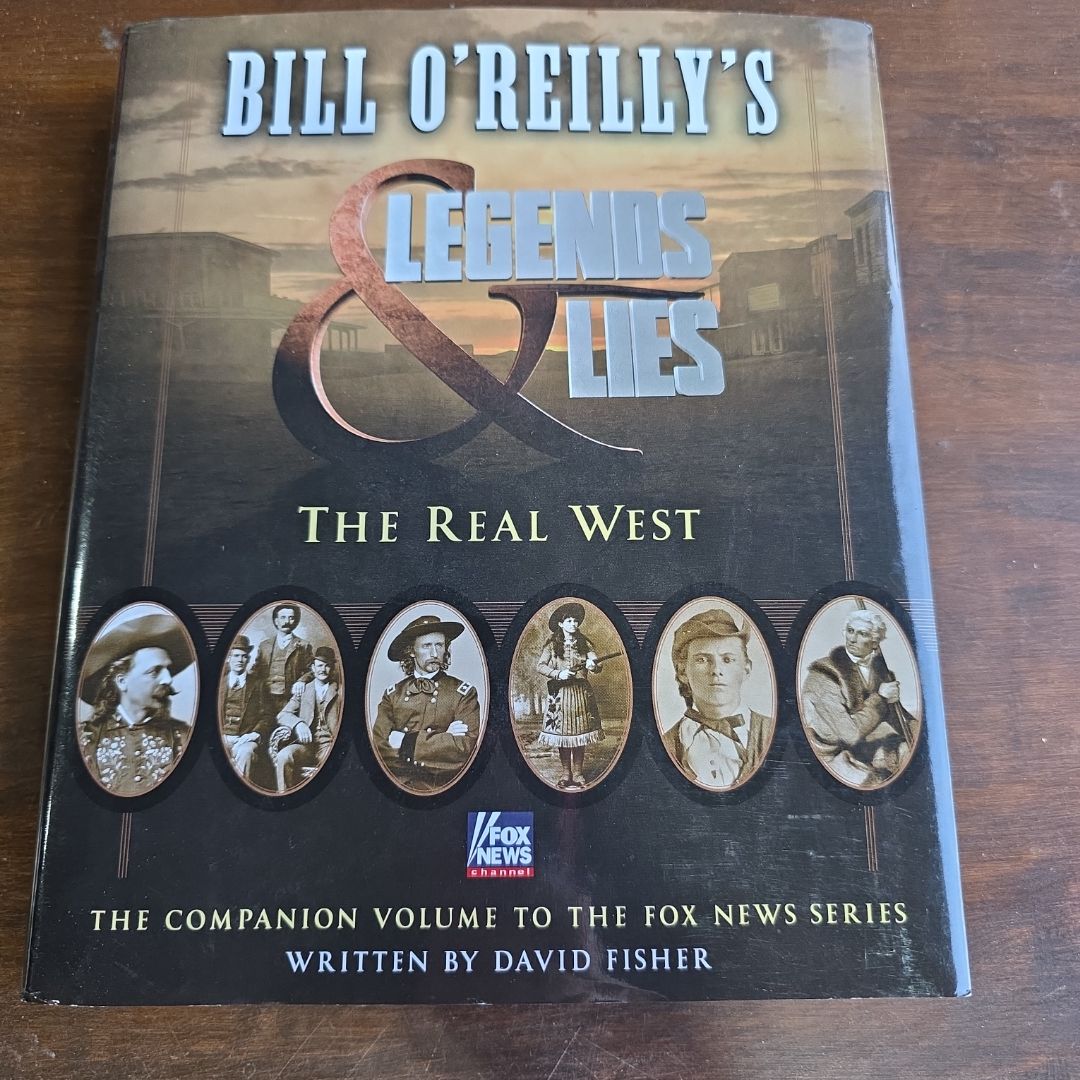 BILL O'REILLY'S
& LEGENDS
LIES
THE REAL WEST
FOX
NEWS
channel
THE COMPANION VOLUME TO THE FOX NEWS SERIES
WRITTEN BY DAVID FISHER